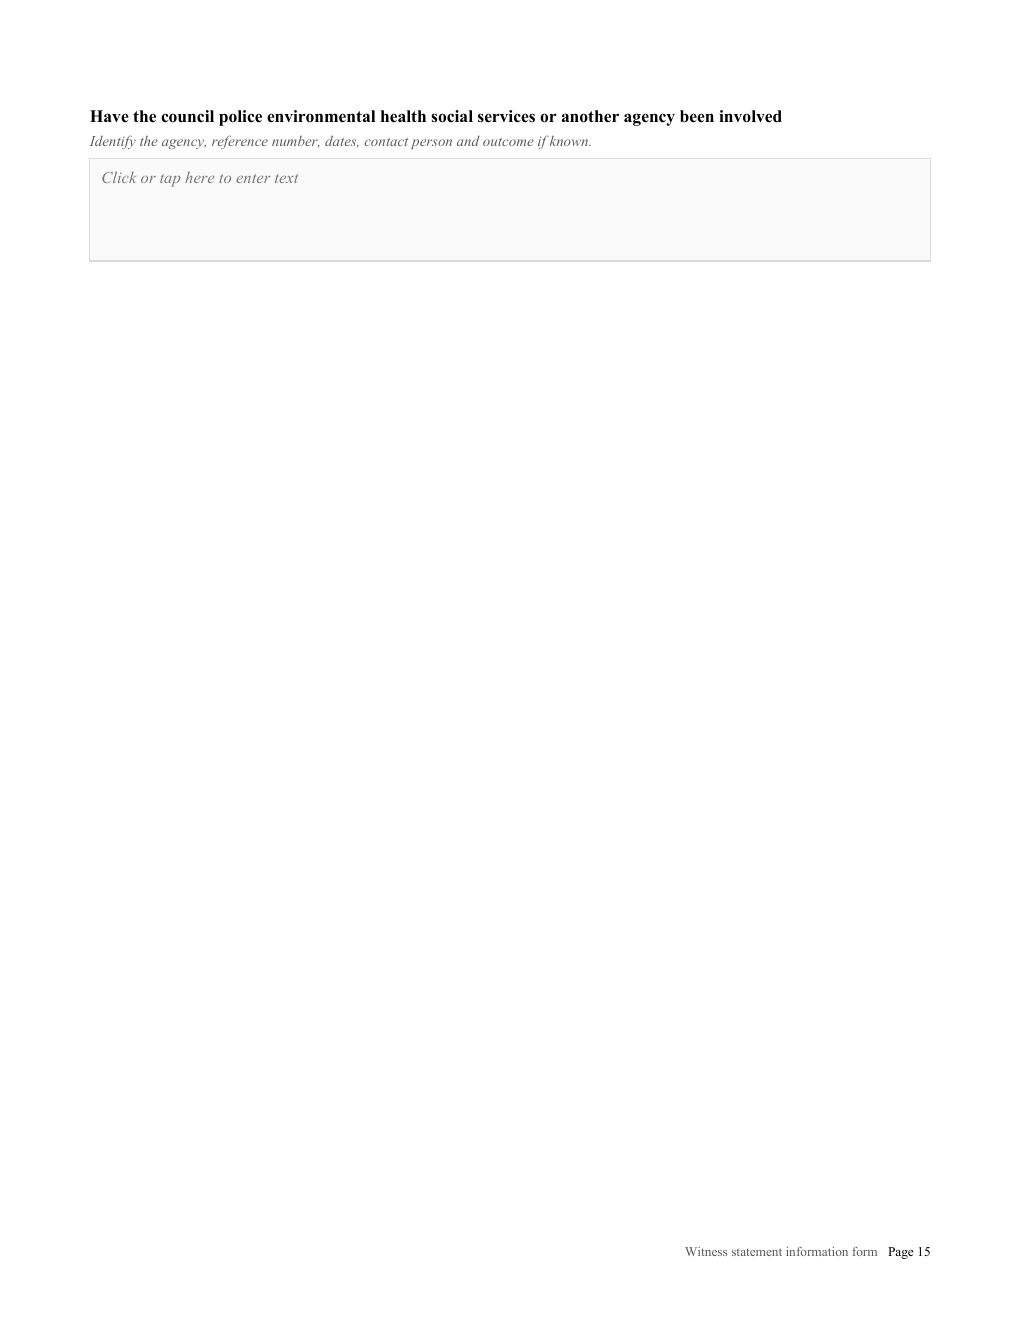 Have the council police environmental health social services or another agency been involved
Identify the agency, reference number, dates, contact person and outcome if known.
Click or tap here to enter text
Witness statement information form Page 15